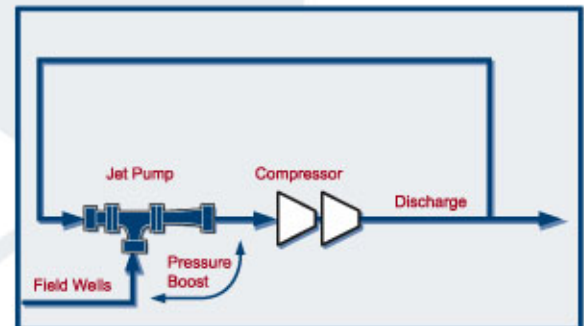 Jet Pump
Compressor
Discharge
Pressure
Boost
Field Wells